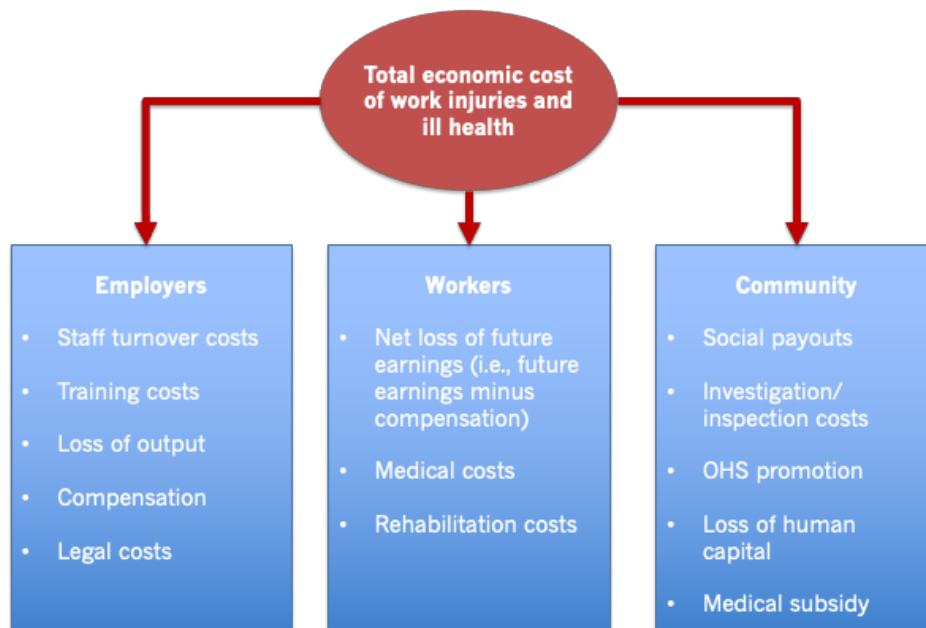 Total economic cost
of work injuries and
ill health
Employers
• Staff turnover costs
• Training costs
• Loss of output
• Compensation
• Legal costs
Workers
• Net loss of future
earnings (i.e., future
earnings minus
compensation)
• Medical costs
• Rehabilitation costs
Community
• Social payouts
• Investigation/
inspection costs
• OHS promotion
• Loss of human
capital
• Medical subsidy